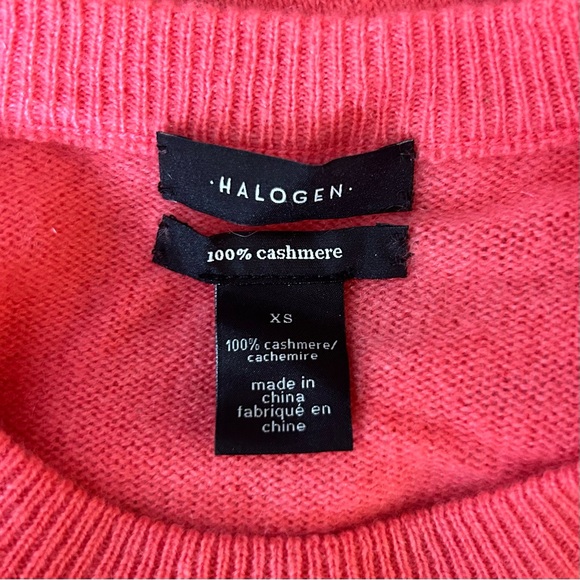 ·HALOGEN·
100% cashmere
XS
100% cashmere/
cachemire
made in
china
fabriqué en
chine